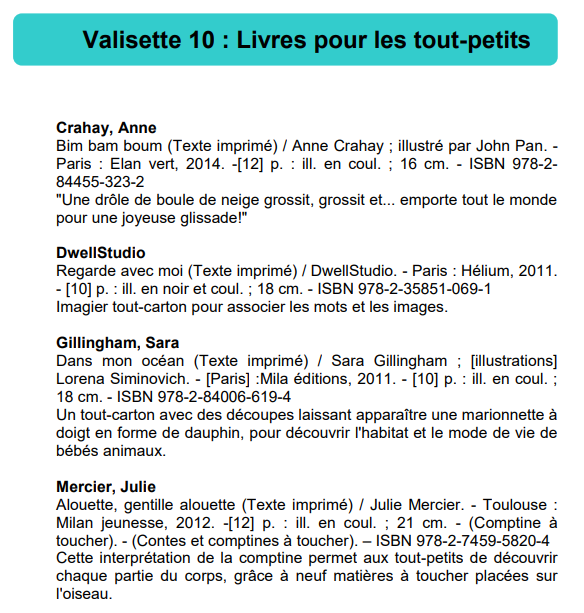 Valisette 10 : Livres pour les tout-petits
Crahay, Anne
Bim bam boum (Texte imprimé) / Anne Crahay ; illustré par John Pan. -
Paris : Elan vert, 2014. -[12] p. : ill. en coul. ; 16 cm. - ISBN 978-2-
84455-323-2
"Une drôle de boule de neige grossit, grossit et... emporte tout le monde
pour une joyeuse glissade!"
DwellStudio
Regarde avec moi (Texte imprimé) / DwellStudio. - Paris : Hélium, 2011.
- [10] p. : ill. en noir et coul. ; 18 cm. - ISBN 978-2-35851-069-1
Imagier tout-carton pour associer les mots et les images.
Gillingham, Sara
Dans mon océan (Texte imprimé) / Sara Gillingham ; [illustrations]
Lorena Siminovich. - [Paris] :Mila éditions, 2011. - [10] p. : ill. en coul. ;
18 cm. - ISBN 978-2-84006-619-4
Un tout-carton avec des découpes laissant apparaître une marionnette à
doigt en forme de dauphin, pour découvrir l'habitat et le mode de vie de
bébés animaux.
Mercier, Julie
Alouette, gentille alouette (Texte imprimé) / Julie Mercier. - Toulouse :
Milan jeunesse, 2012. -[12] p. : ill. en coul. ; 21 cm. - (Comptine à
toucher). - (Contes et comptines à toucher). – ISBN 978-2-7459-5820-4
Cette interprétation de la comptine permet aux tout-petits de découvrir
chaque partie du corps, grâce à neuf matières à toucher placées sur
l'oiseau.